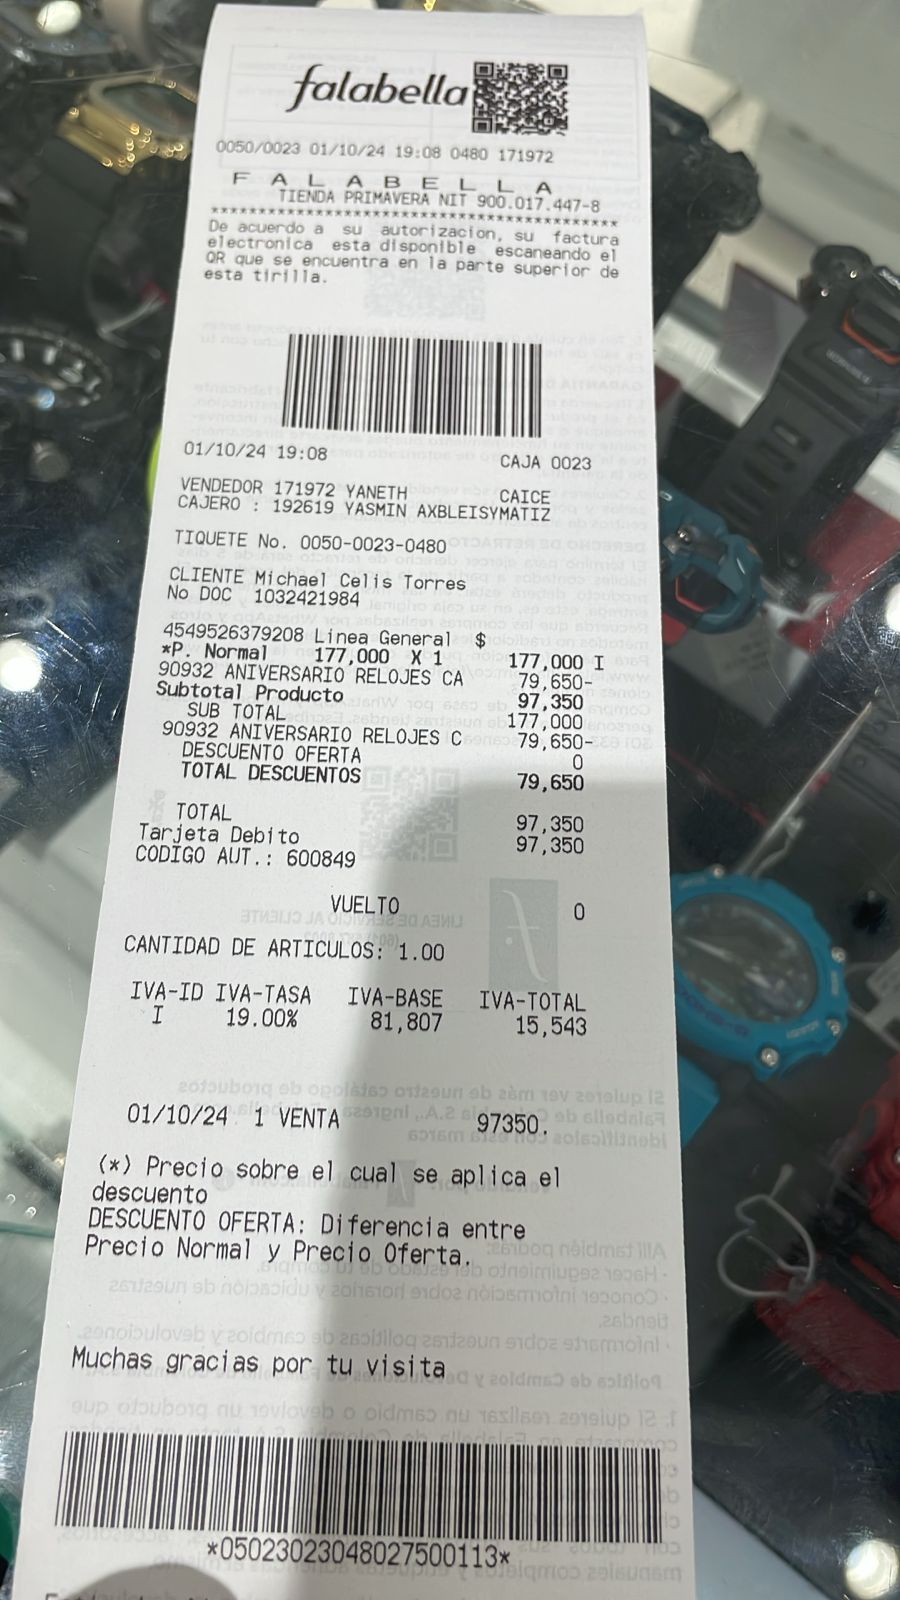 falabella
0050/0023 01/10/24 19:08 0480 171972
F A L A B E L L A
TIENDA PRIMAVERA NIT 900.017.447-8
******************************************
De acuerdo a su autorizacion, su factura
electronica esta disponible escaneando el
QR que se encuentra en la parte superior de
esta tirilla.
01/10/24 19:08 CAJA 0023
VENDEDOR 171972 YANETH CAICE
CAJERO : 192619 YASMIN AXBLEISYMATIZ
TIQUETE No. 0050-0023-0480
CLIENTE Michael Celis Torres
No DOC 1032421984
4549526379208 Linea General $
*P. Normal 177,000 X 1 177,000 I
90932 ANIVERSARIO RELOJES CA 79,650-
Subtotal Producto 97,350
SUB TOTAL 177,000
90932 ANIVERSARIO RELOJES C 79,650-
DESCUENTO OFERTA 0
TOTAL DESCUENTOS 79,650
TOTAL 97,350
Tarjeta Debito 97,350
CODIGO AUT.: 600849
VUELTO 0
CANTIDAD DE ARTICULOS: 1.00
IVA-ID IVA-TASA IVA-BASE IVA-TOTAL
I 19.00% 81,807 15,543
01/10/24 1 VENTA 97350.
(*) Precio sobre el cual se aplica el
descuento
DESCUENTO OFERTA: Diferencia entre
Precio Normal y Precio Oferta.
Muchas gracias por tu visita
*05023023048027500113*